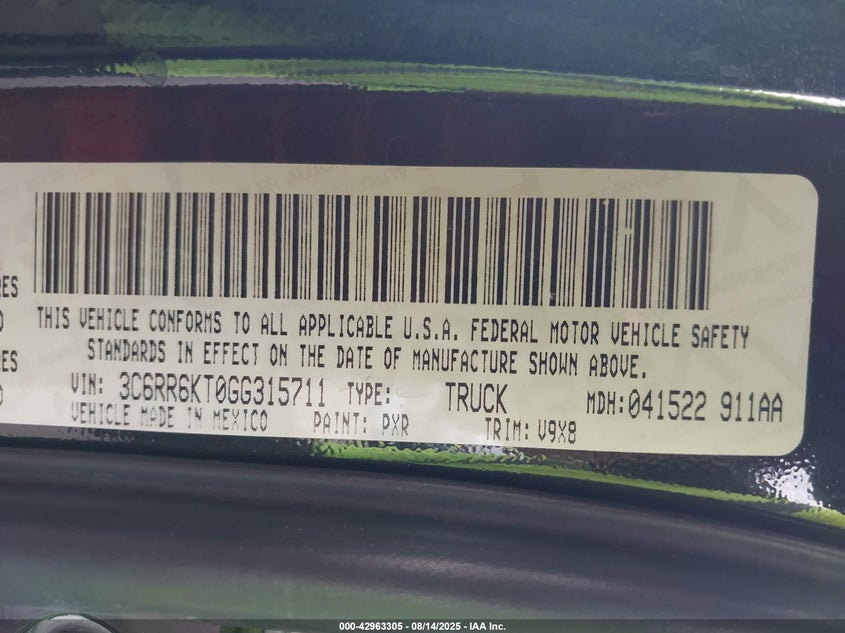 RES
RES
THIS VEHICLE CONFORMS TO ALL APPLICABLE U.S.A. FEDERAL MOTOR VEHICLE SAFETY
STANDARDS IN EFFECT ON THE DATE OF MANUFACTURE SHOWN ABOVE.
VIN: 3C6RR6KT0GG315711 TYPE: TRUCK MDH:041522 911AA
VEHICLE MADE IN MEXICO PAINT: PXR TRIM: V9X8
000-42963305 - 08/14/2025 - IAA Inc.